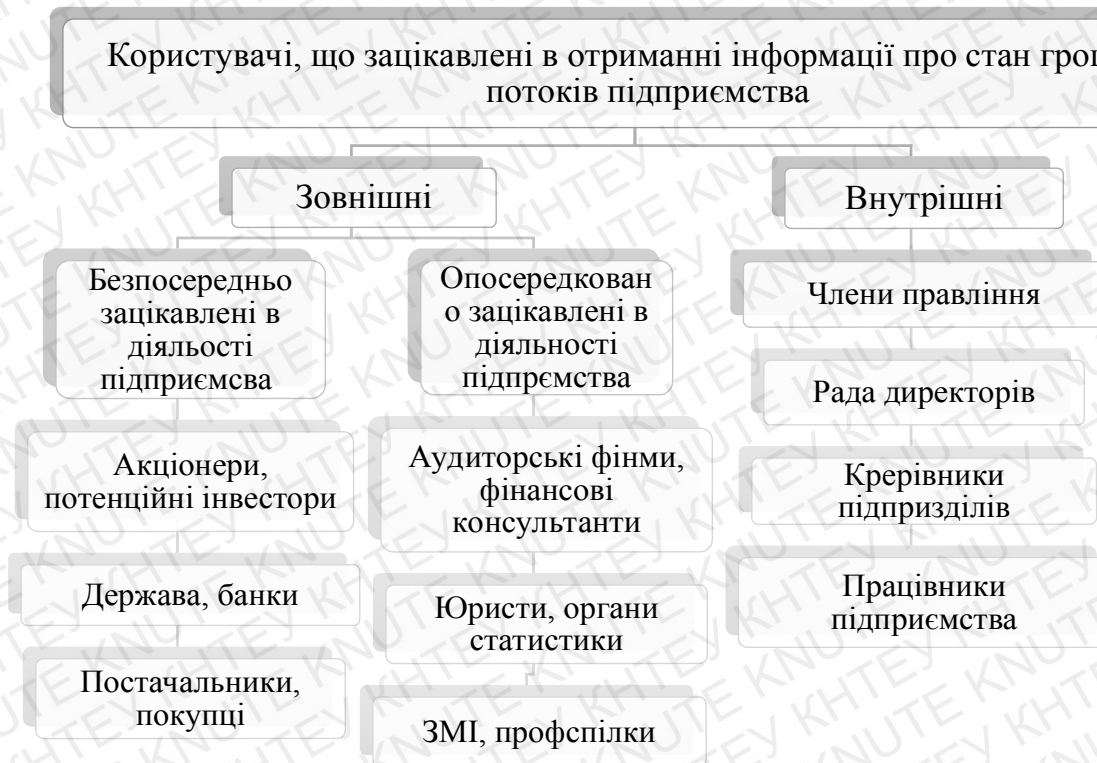 Користувачі, що зацікавлені в отриманні інформації про стан
потоків підприємства
Зовнішні
Внутрішні
Безпосередньо
зацікавлені в
діяльості
підприємсва
Опосередкован
о зацікавлені в
діяльності
підпрємства
Члени правління
Рада директорів
Акціонери,
потенційні інвестори
Аудиторські фінми,
фінансові
консультанти
Крерівники
підпризділів
Держава, банки
Юристи, органи
статистики
Працівники
підприємства
Постачальники,
покупці
ЗМІ, профспілки